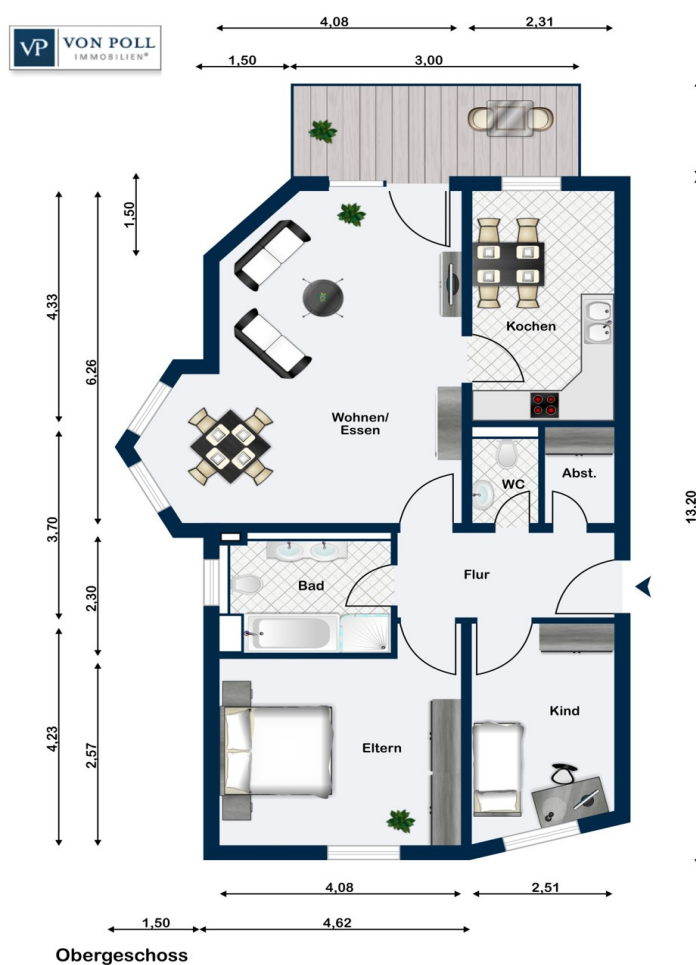 4,08
2,31
VP VON POLL
IMMOBILIEN®
1,50
3,00
1,50
4,33
6,26
Kochen
Wohnen/
Essen
WC
Abst.
13.20
3.70
2.30
Bad
Flur
4,23
2,57
Kind
Eltern
4,08
2,51
1,50
4,62
Obergeschoss